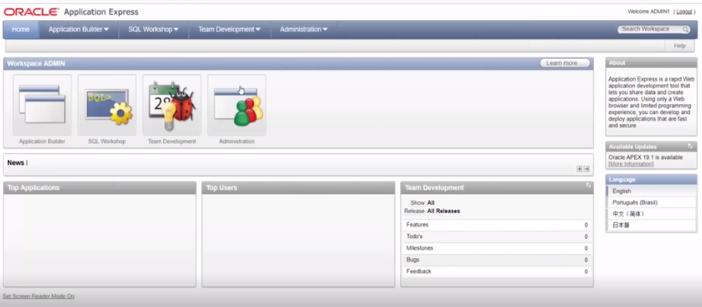 ORACLE Application Express
Welcome ADMIN1 ( Logout )
Home Application Builder SQL Workshop Team Development Administration
Search Workspace
Help
Workspace ADMIN
Learn more
SQL>
Application Builder SQL Workshop Team Development Administration
News |
Top Applications
Top Users
Team Development
Show All
Release All Releases
Features 0
Todo's 0
Milestones 0
Bugs 0
Feedback 0
About
Application Express is a rapid Web
application development tool that
lets you share data and create
applications. Using only a Web
browser and limited programming
experience, you can develop and
deploy applications that are fast
and secure
Available Updates
Oracle APEX 19.1 is available
[More Information]
Language
English
Português (Brasil)
中文 (简体)
日本語
Set Screen Reader Mode On